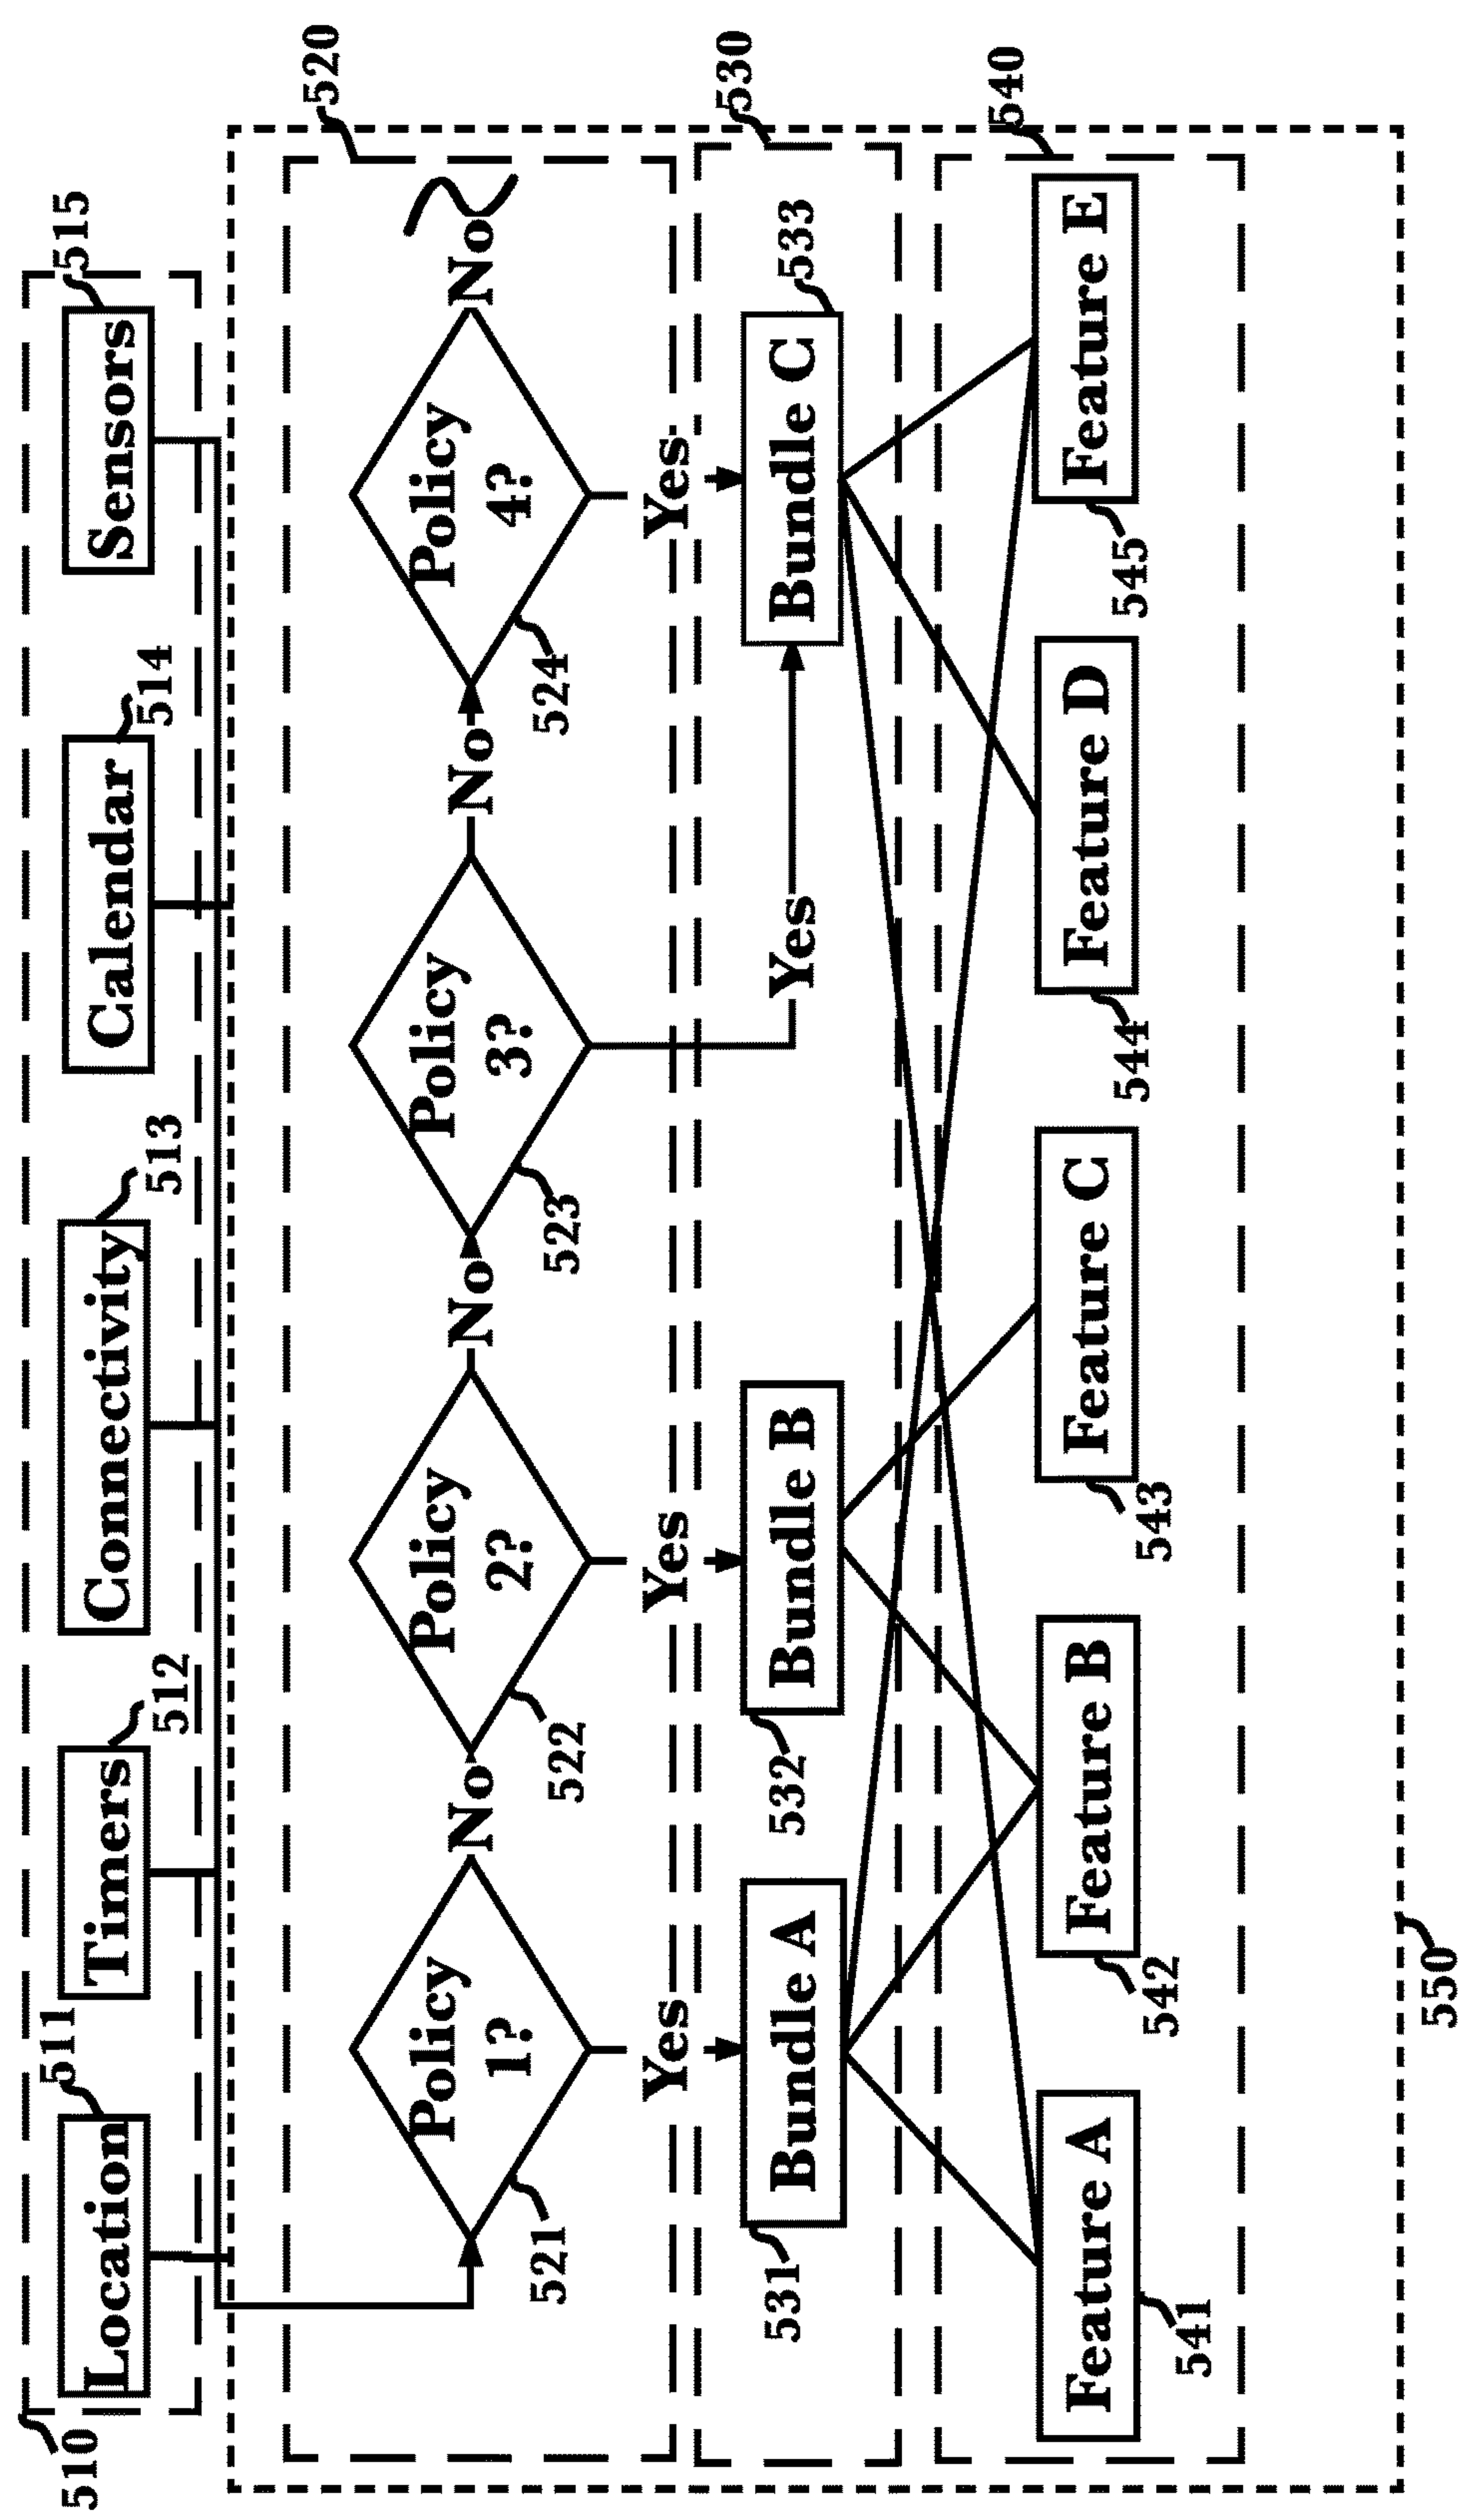 510
Location
511
Timers
512
Connectivity
513
Calendar
514
Sensors
515
520
Policy
1?
521
No
Policy
2?
522
No
Policy
3?
523
No
Policy
4?
524
No
Yes
Yes
Yes
Yes
530
531
Bundle A
532
Bundle B
Bundle C
533
540
Feature A
541
Feature B
542
Feature C
543
Feature D
544
Feature E
545
550